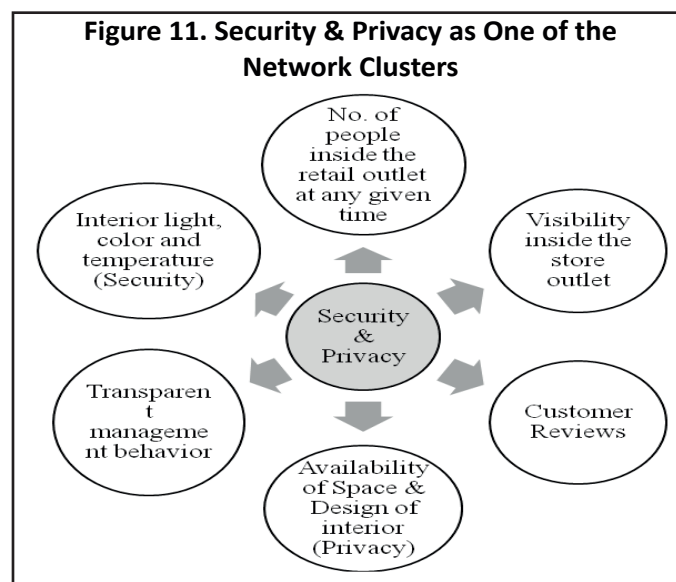 Figure 11. Security & Privacy as One of the
Network Clusters
No. of
people
inside the
retail outlet
at any given
time
Interior light,
color and
temperature
(Security)
Visibility
inside the
store
outlet
Security
&
Privacy
Transparen
t
manageme
nt behavior
Customer
Reviews
Availability
of Space &
Design of
interior
(Privacy)